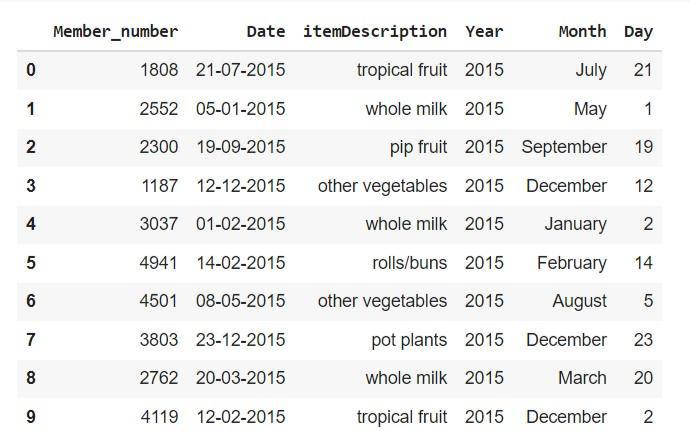 Member_number Date itemDescription Year Month Day
0 1808 21-07-2015 tropical fruit 2015 July 21
1 2552 05-01-2015 whole milk 2015 May 1
2 2300 19-09-2015 pip fruit 2015 September 19
3 1187 12-12-2015 other vegetables 2015 December 12
4 3037 01-02-2015 whole milk 2015 January 2
5 4941 14-02-2015 rolls/buns 2015 February 14
6 4501 08-05-2015 other vegetables 2015 August 5
7 3803 23-12-2015 pot plants 2015 December 23
8 2762 20-03-2015 whole milk 2015 March 20
9 4119 12-02-2015 tropical fruit 2015 December 2